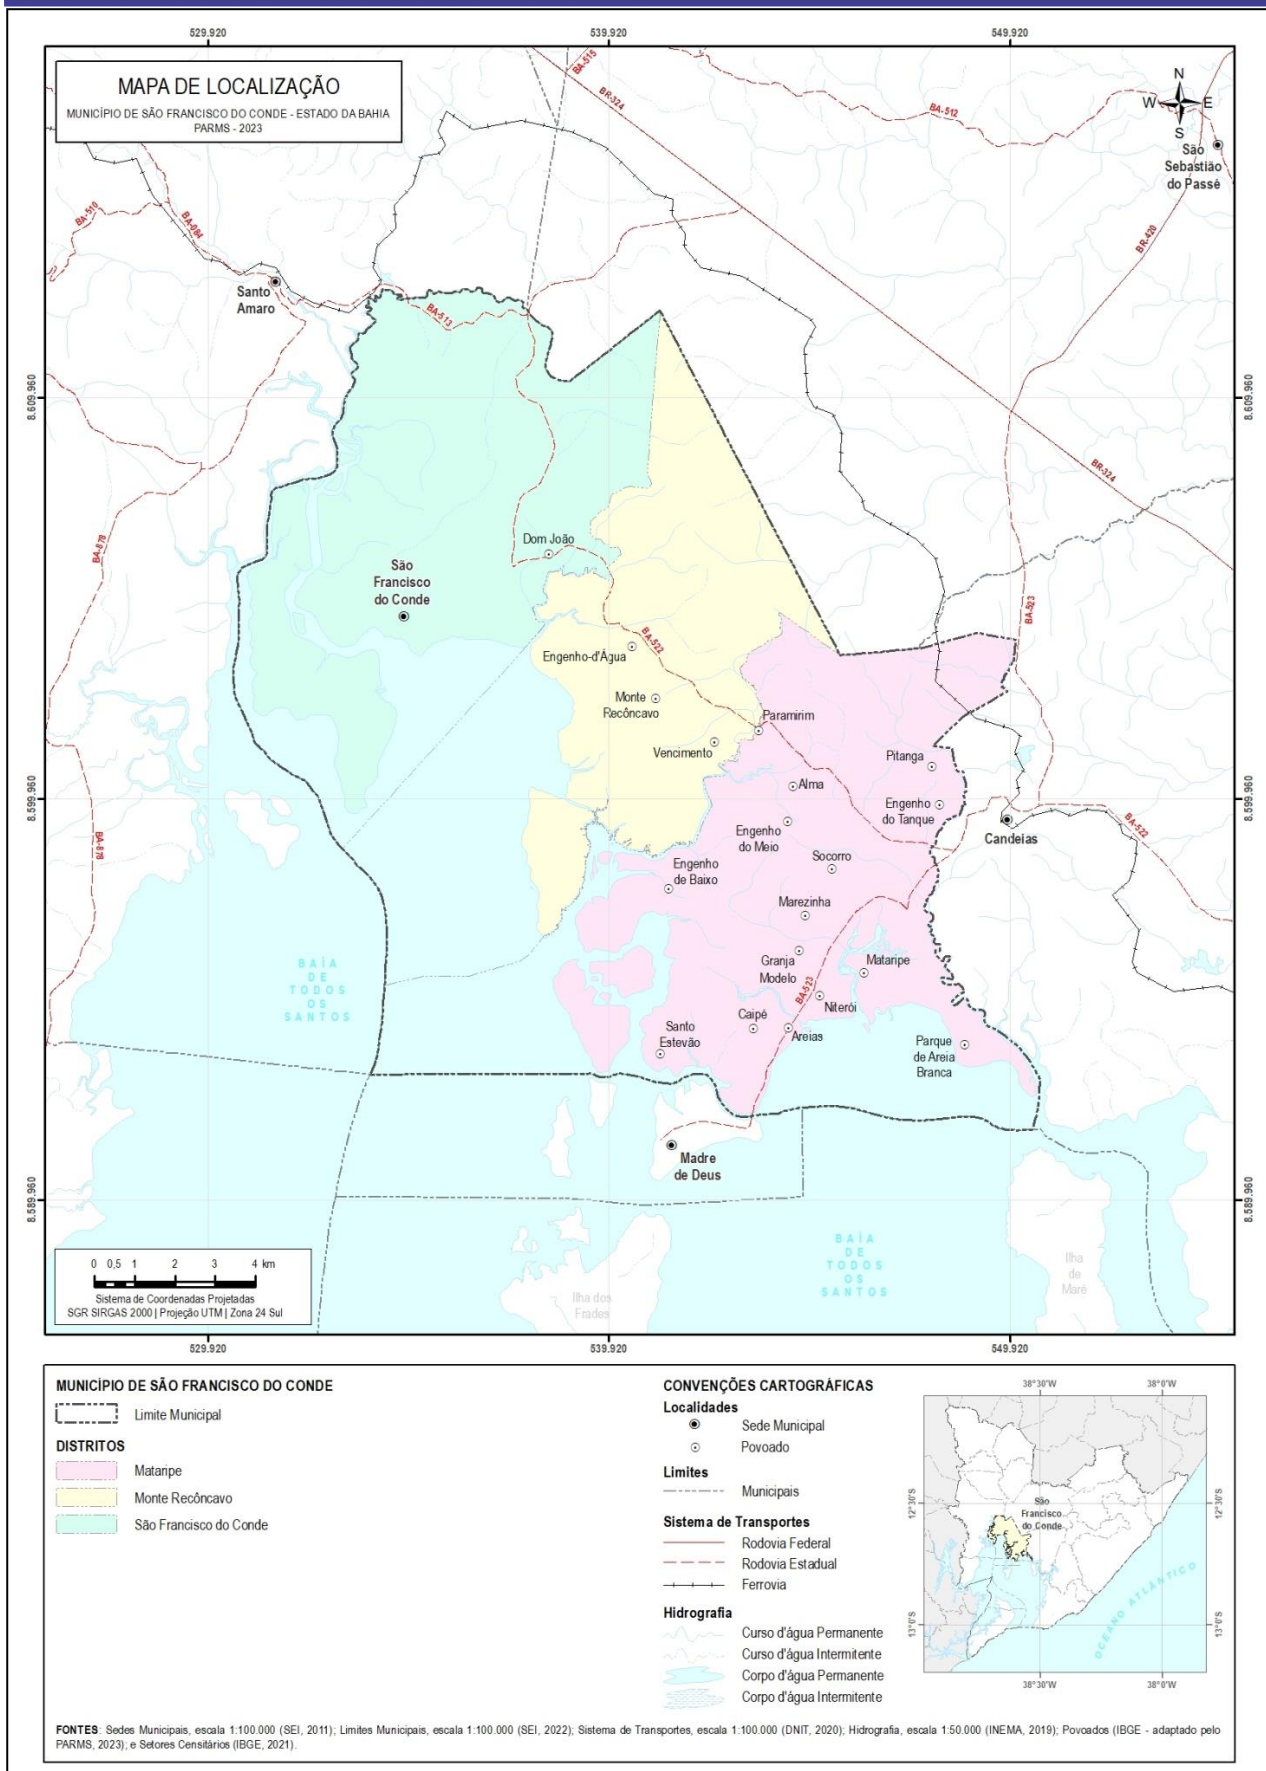 529.920
539.920
549.920
MAPA DE LOCALIZAÇÃO
MUNICÍPIO DE SÃO FRANCISCO DO CONDE - ESTADO DA BAHIA
PARMS - 2023
BA-515
BR-324
BA-512
N
W
E
S
São
Sebastião
do Passé
BA-510
BA-084
BR-420
Santo
Amaro
BA-513
8.609.960
8.609.960
BR-324
BA-878
Dom João
São
Francisco
do Conde
BA-523
BA-522
Engenho-d'Água
Monte
Recôncavo
Paramirim
Vencimento
Pitanga
Alma
8.599.960
8.599.960
Engenho
do Tanque
BA-878
Engenho
do Meio
Candeias
BA-522
Socorro
Engenho
de Baixo
Marezinha
BAÍA
DE
TODOS
OS
SANTOS
Granja
Modelo
Mataripe
BA-523
Niterói
Santo
Estevão
Caipé
Areias
Parque
de Areia
Branca
Madre
de Deus
8.589.960
8.589.960
BAÍA
DE
TODOS
OS
SANTOS
Ilha
de
Maré
Ilha dos
Frades
0 0,5 1 2 3 4 km
Sistema de Coordenadas Projetadas
SGR SIRGAS 2000 | Projeção UTM | Zona 24 Sul
529.920
539.920
549.920
MUNICÍPIO DE SÃO FRANCISCO DO CONDE
Limite Municipal
DISTRITOS
Mataripe
Monte Recôncavo
São Francisco do Conde
CONVENÇÕES CARTOGRÁFICAS
Localidades
Sede Municipal
Povoado
Limites
Municipais
Sistema de Transportes
Rodovia Federal
Rodovia Estadual
Ferrovia
Hidrografia
Curso d'água Permanente
Curso d'água Intermitente
Corpo d'água Permanente
Corpo d'água Intermitente
38°30'W
38°0'W
12°30'S
12°30'S
São
Francisco
do Conde
OCEANO ATLÂNTICO
13°0'S
13°0'S
38°30'W
38°0'W
FONTES: Sedes Municipais, escala 1:100.000 (SEI, 2011); Limites Municipais, escala 1:100.000 (SEI, 2022); Sistema de Transportes, escala 1:100.000 (DNIT, 2020); Hidrografia, escala 1:50.000 (INEMA, 2019); Povoados (IBGE - adaptado pelo
PARMS, 2023); e Setores Censitários (IBGE, 2021).